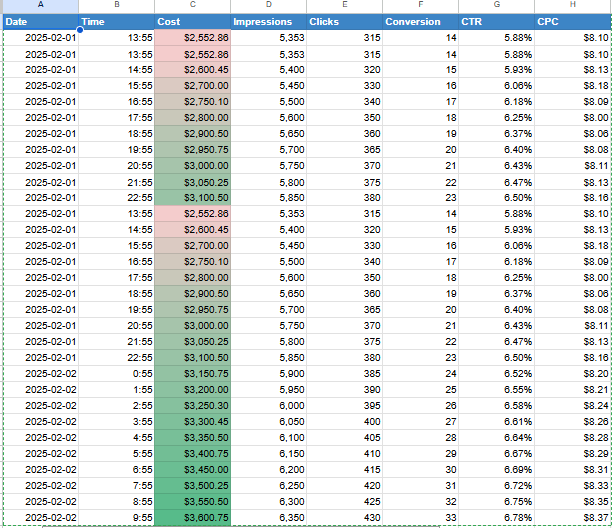 A B C D E F G H
Date Time Cost Impressions Clicks Conversion CTR CPC
2025-02-01 13:55 $2,552.86 5,353 315 14 5.88% $8.10
2025-02-01 13:55 $2,552.86 5,353 315 14 5.88% $8.10
2025-02-01 14:55 $2,600.45 5,400 320 15 5.93% $8.13
2025-02-01 15:55 $2,700.00 5,450 330 16 6.06% $8.18
2025-02-01 16:55 $2,750.10 5,500 340 17 6.18% $8.09
2025-02-01 17:55 $2,800.00 5,600 350 18 6.25% $8.00
2025-02-01 18:55 $2,900.50 5,650 360 19 6.37% $8.06
2025-02-01 19:55 $2,950.75 5,700 365 20 6.40% $8.08
2025-02-01 20:55 $3,000.00 5,750 370 21 6.43% $8.11
2025-02-01 21:55 $3,050.25 5,800 375 22 6.47% $8.13
2025-02-01 22:55 $3,100.50 5,850 380 23 6.50% $8.16
2025-02-01 13:55 $2,552.86 5,353 315 14 5.88% $8.10
2025-02-01 14:55 $2,600.45 5,400 320 15 5.93% $8.13
2025-02-01 15:55 $2,700.00 5,450 330 16 6.06% $8.18
2025-02-01 16:55 $2,750.10 5,500 340 17 6.18% $8.09
2025-02-01 17:55 $2,800.00 5,600 350 18 6.25% $8.00
2025-02-01 18:55 $2,900.50 5,650 360 19 6.37% $8.06
2025-02-01 19:55 $2,950.75 5,700 365 20 6.40% $8.08
2025-02-01 20:55 $3,000.00 5,750 370 21 6.43% $8.11
2025-02-01 21:55 $3,050.25 5,800 375 22 6.47% $8.13
2025-02-01 22:55 $3,100.50 5,850 380 23 6.50% $8.16
2025-02-02 0:55 $3,150.75 5,900 385 24 6.52% $8.20
2025-02-02 1:55 $3,200.00 5,950 390 25 6.55% $8.21
2025-02-02 2:55 $3,250.30 6,000 395 26 6.58% $8.24
2025-02-02 3:55 $3,300.45 6,050 400 27 6.61% $8.26
2025-02-02 4:55 $3,350.50 6,100 405 28 6.64% $8.28
2025-02-02 5:55 $3,400.75 6,150 410 29 6.67% $8.29
2025-02-02 6:55 $3,450.00 6,200 415 30 6.69% $8.31
2025-02-02 7:55 $3,500.25 6,250 420 31 6.72% $8.33
2025-02-02 8:55 $3,550.50 6,300 425 32 6.75% $8.35
2025-02-02 9:55 $3,600.75 6,350 430 33 6.78% $8.37